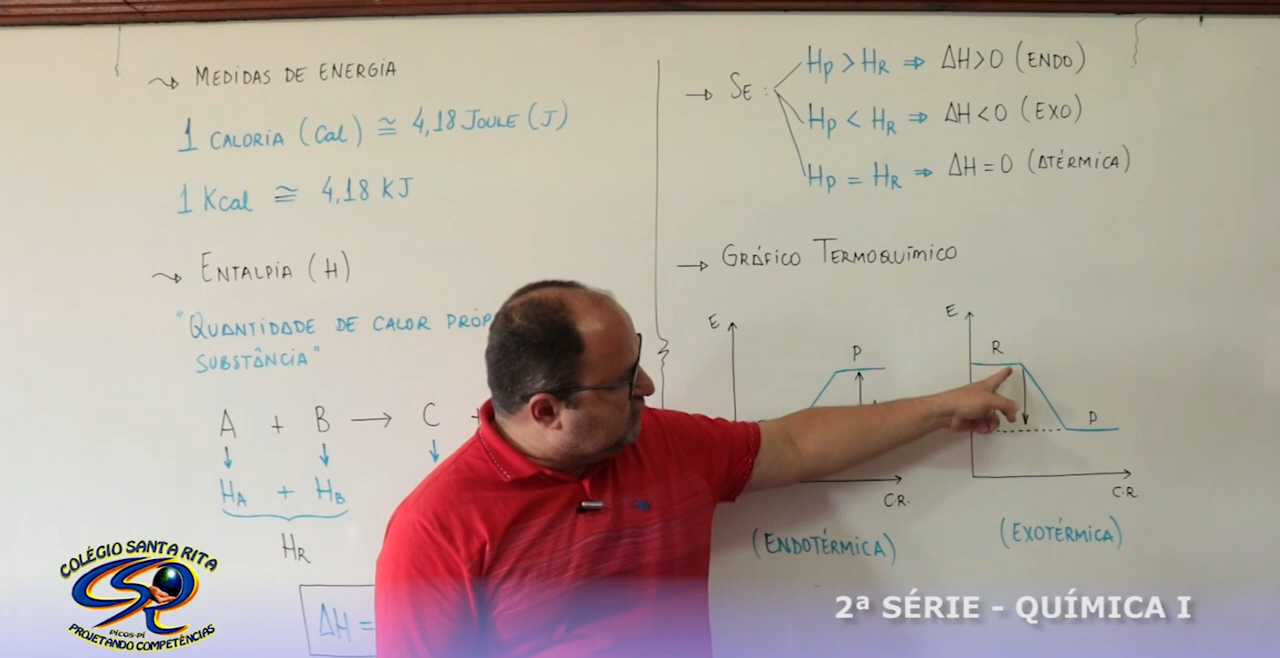 MEDIDAS DE ENERGIA
1 CALORIA (Cal) ≅ 4,18 JOULE (J)
1 Kcal ≅ 4,18 KJ
ENTALPIA (H)
"QUANTIDADE DE CALOR
SUBSTÂNCIA"
A + B → C
↓ ↓ ↓
HA + HB
HR
ΔH =
→ SE:
HP > HR ⇒ ΔH > 0 (ENDO)
HP < HR ⇒ ΔH < 0 (EXO)
HP = HR ⇒ ΔH = 0 (ATÉRMICA)
→ GRÁFICO TERMOQUÍMICO
E
P
C.R.
(ENDOTÉRMICA)
E
R
P
C.R
(EXOTÉRMICA)
COLÉGIO SANTA RITA
CSR
PICOS-PI
PROJETANDO COMPETÊNCIAS
2ª SÉRIE - QUÍMICA I